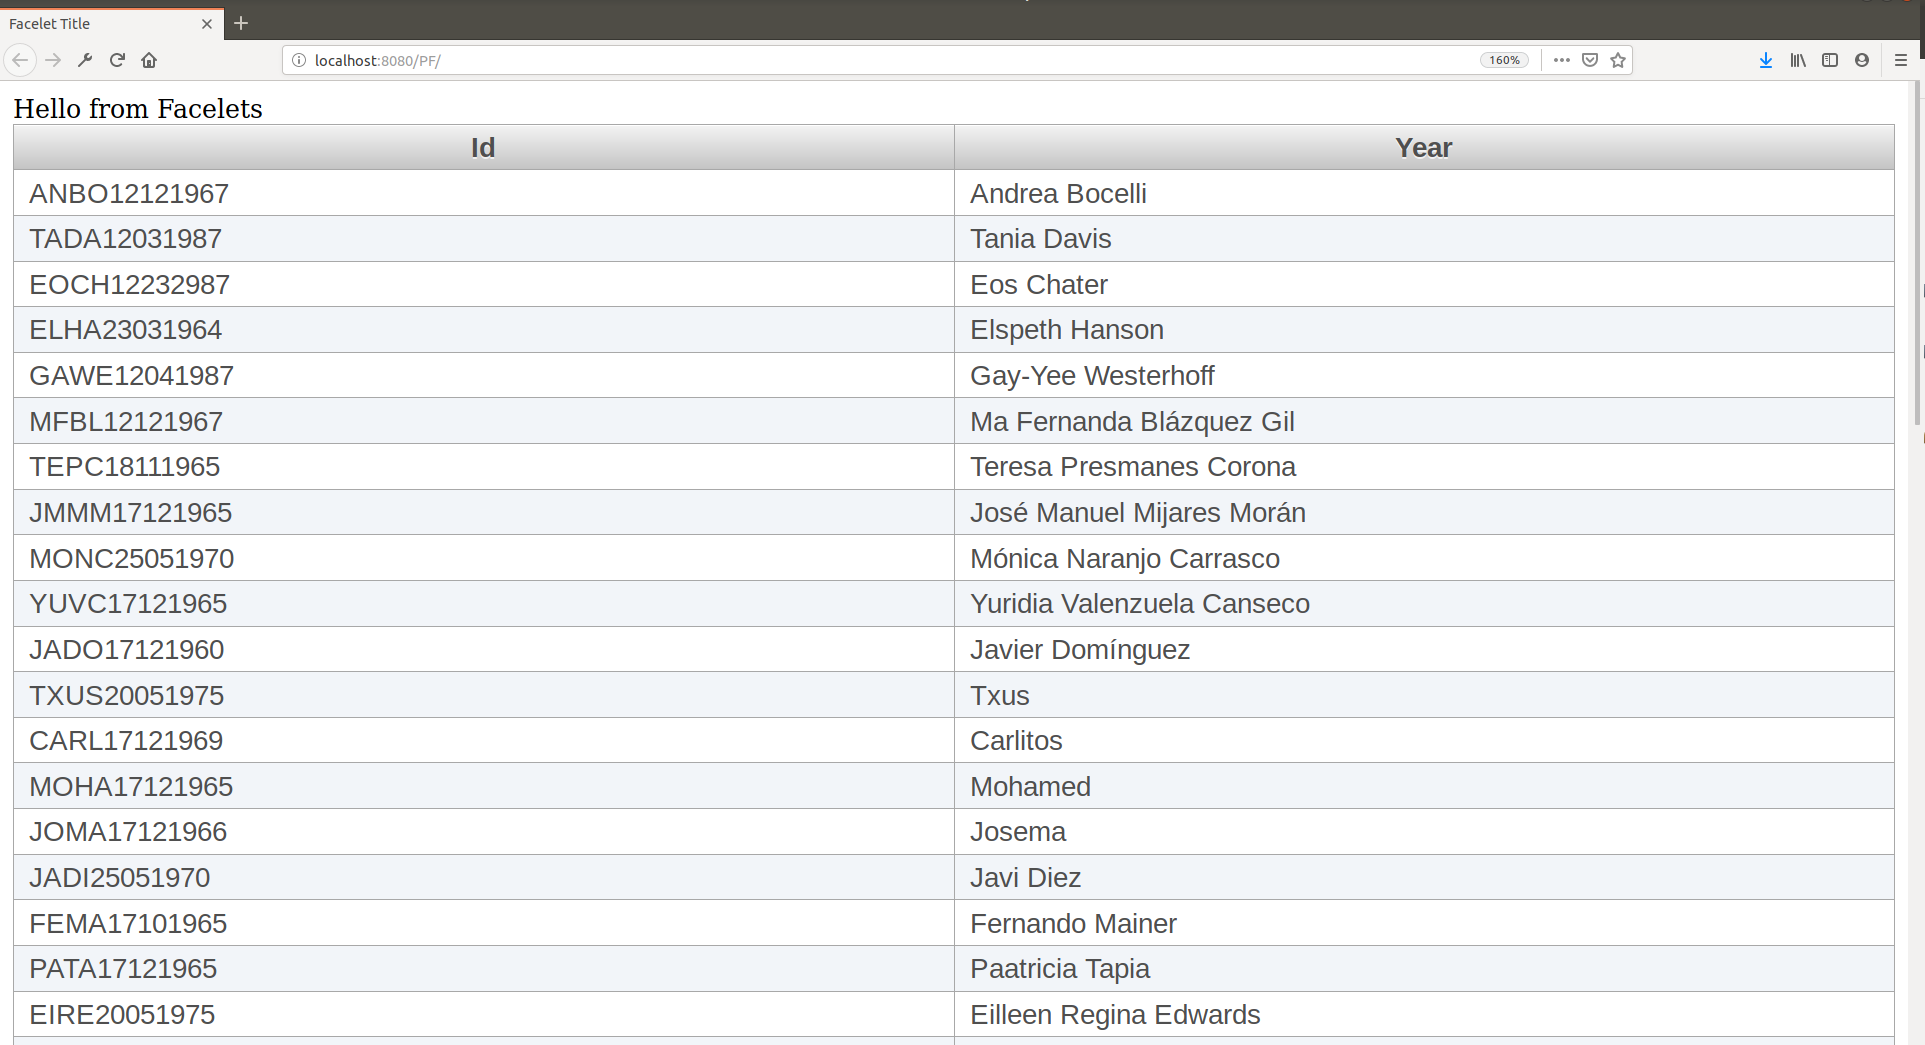 Facelet Title
localhost:8080/PF/
160%
Hello from Facelets
Id Year
ANBO12121967 Andrea Bocelli
TADA12031987 Tania Davis
EOCH12232987 Eos Chater
ELHA23031964 Elspeth Hanson
GAWE12041987 Gay-Yee Westerhoff
MFBL12121967 Ma Fernanda Blázquez Gil
TEPC18111965 Teresa Presmanes Corona
JMMM17121965 José Manuel Mijares Morán
MONC25051970 Mónica Naranjo Carrasco
YUVC17121965 Yuridia Valenzuela Canseco
JADO17121960 Javier Domínguez
TXUS20051975 Txus
CARL17121969 Carlitos
MOHA17121965 Mohamed
JOMA17121966 Josema
JADI25051970 Javi Diez
FEMA17101965 Fernando Mainer
PATA17121965 Paatricia Tapia
EIRE20051975 Eilleen Regina Edwards